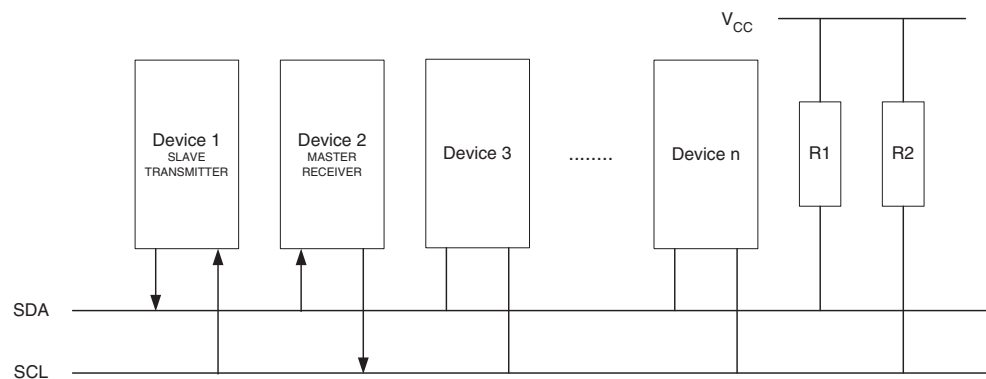 V_CC
Device 1
SLAVE
TRANSMITTER
Device 2
MASTER
RECEIVER
Device 3
........
Device n
R1
R2
SDA
SCL